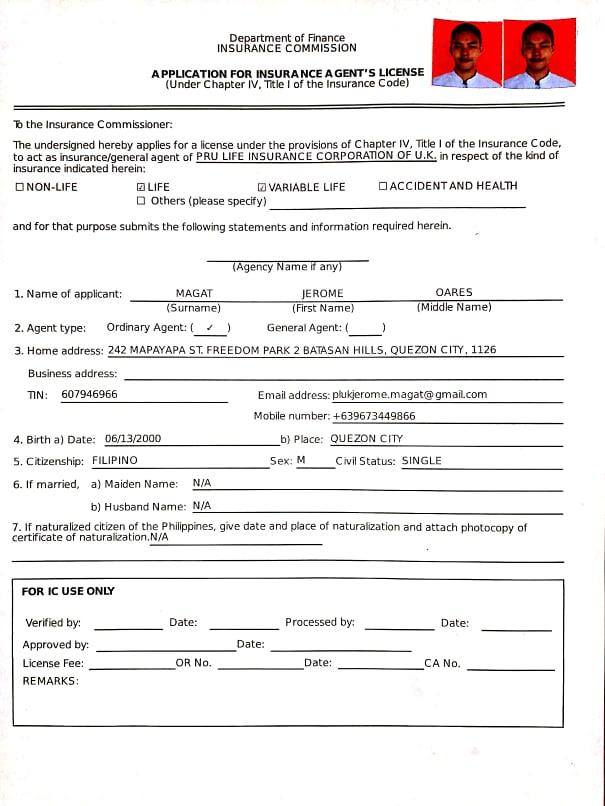 Department of Finance
INSURANCE COMMISSION
APPLICATION FOR INSURANCE AGENT'S LICENSE
(Under Chapter IV, Title I of the Insurance Code)
To the Insurance Commissioner:
The undersigned hereby applies for a license under the provisions of Chapter IV, Title I of the Insurance Code,
to act as insurance/general agent of PRU LIFE INSURANCE CORPORATION OF U.K. in respect of the kind of
insurance indicated herein:
☐ NON-LIFE ☑ LIFE ☑ VARIABLE LIFE ☐ ACCIDENT AND HEALTH
☐ Others (please specify)
and for that purpose submits the following statements and information required herein.
(Agency Name if any)
1. Name of applicant: MAGAT JEROME OARES
(Surname) (First Name) (Middle Name)
2. Agent type: Ordinary Agent: ( ✓ ) General Agent: ( )
3. Home address: 242 MAPAYAPA ST. FREEDOM PARK 2 BATASAN HILLS, QUEZON CITY, 1126
Business address:
TIN: 607946966 Email address: plukjerome.magat@gmail.com
Mobile number: +639673449866
4. Birth a) Date: 06/13/2000 b) Place: QUEZON CITY
5. Citizenship: FILIPINO Sex: M Civil Status: SINGLE
6. If married, a) Maiden Name: N/A
b) Husband Name: N/A
7. If naturalized citizen of the Philippines, give date and place of naturalization and attach photocopy of
certificate of naturalization. N/A
FOR IC USE ONLY
Verified by: Date: Processed by: Date:
Approved by: Date:
License Fee: OR No. Date: CA No.
REMARKS: